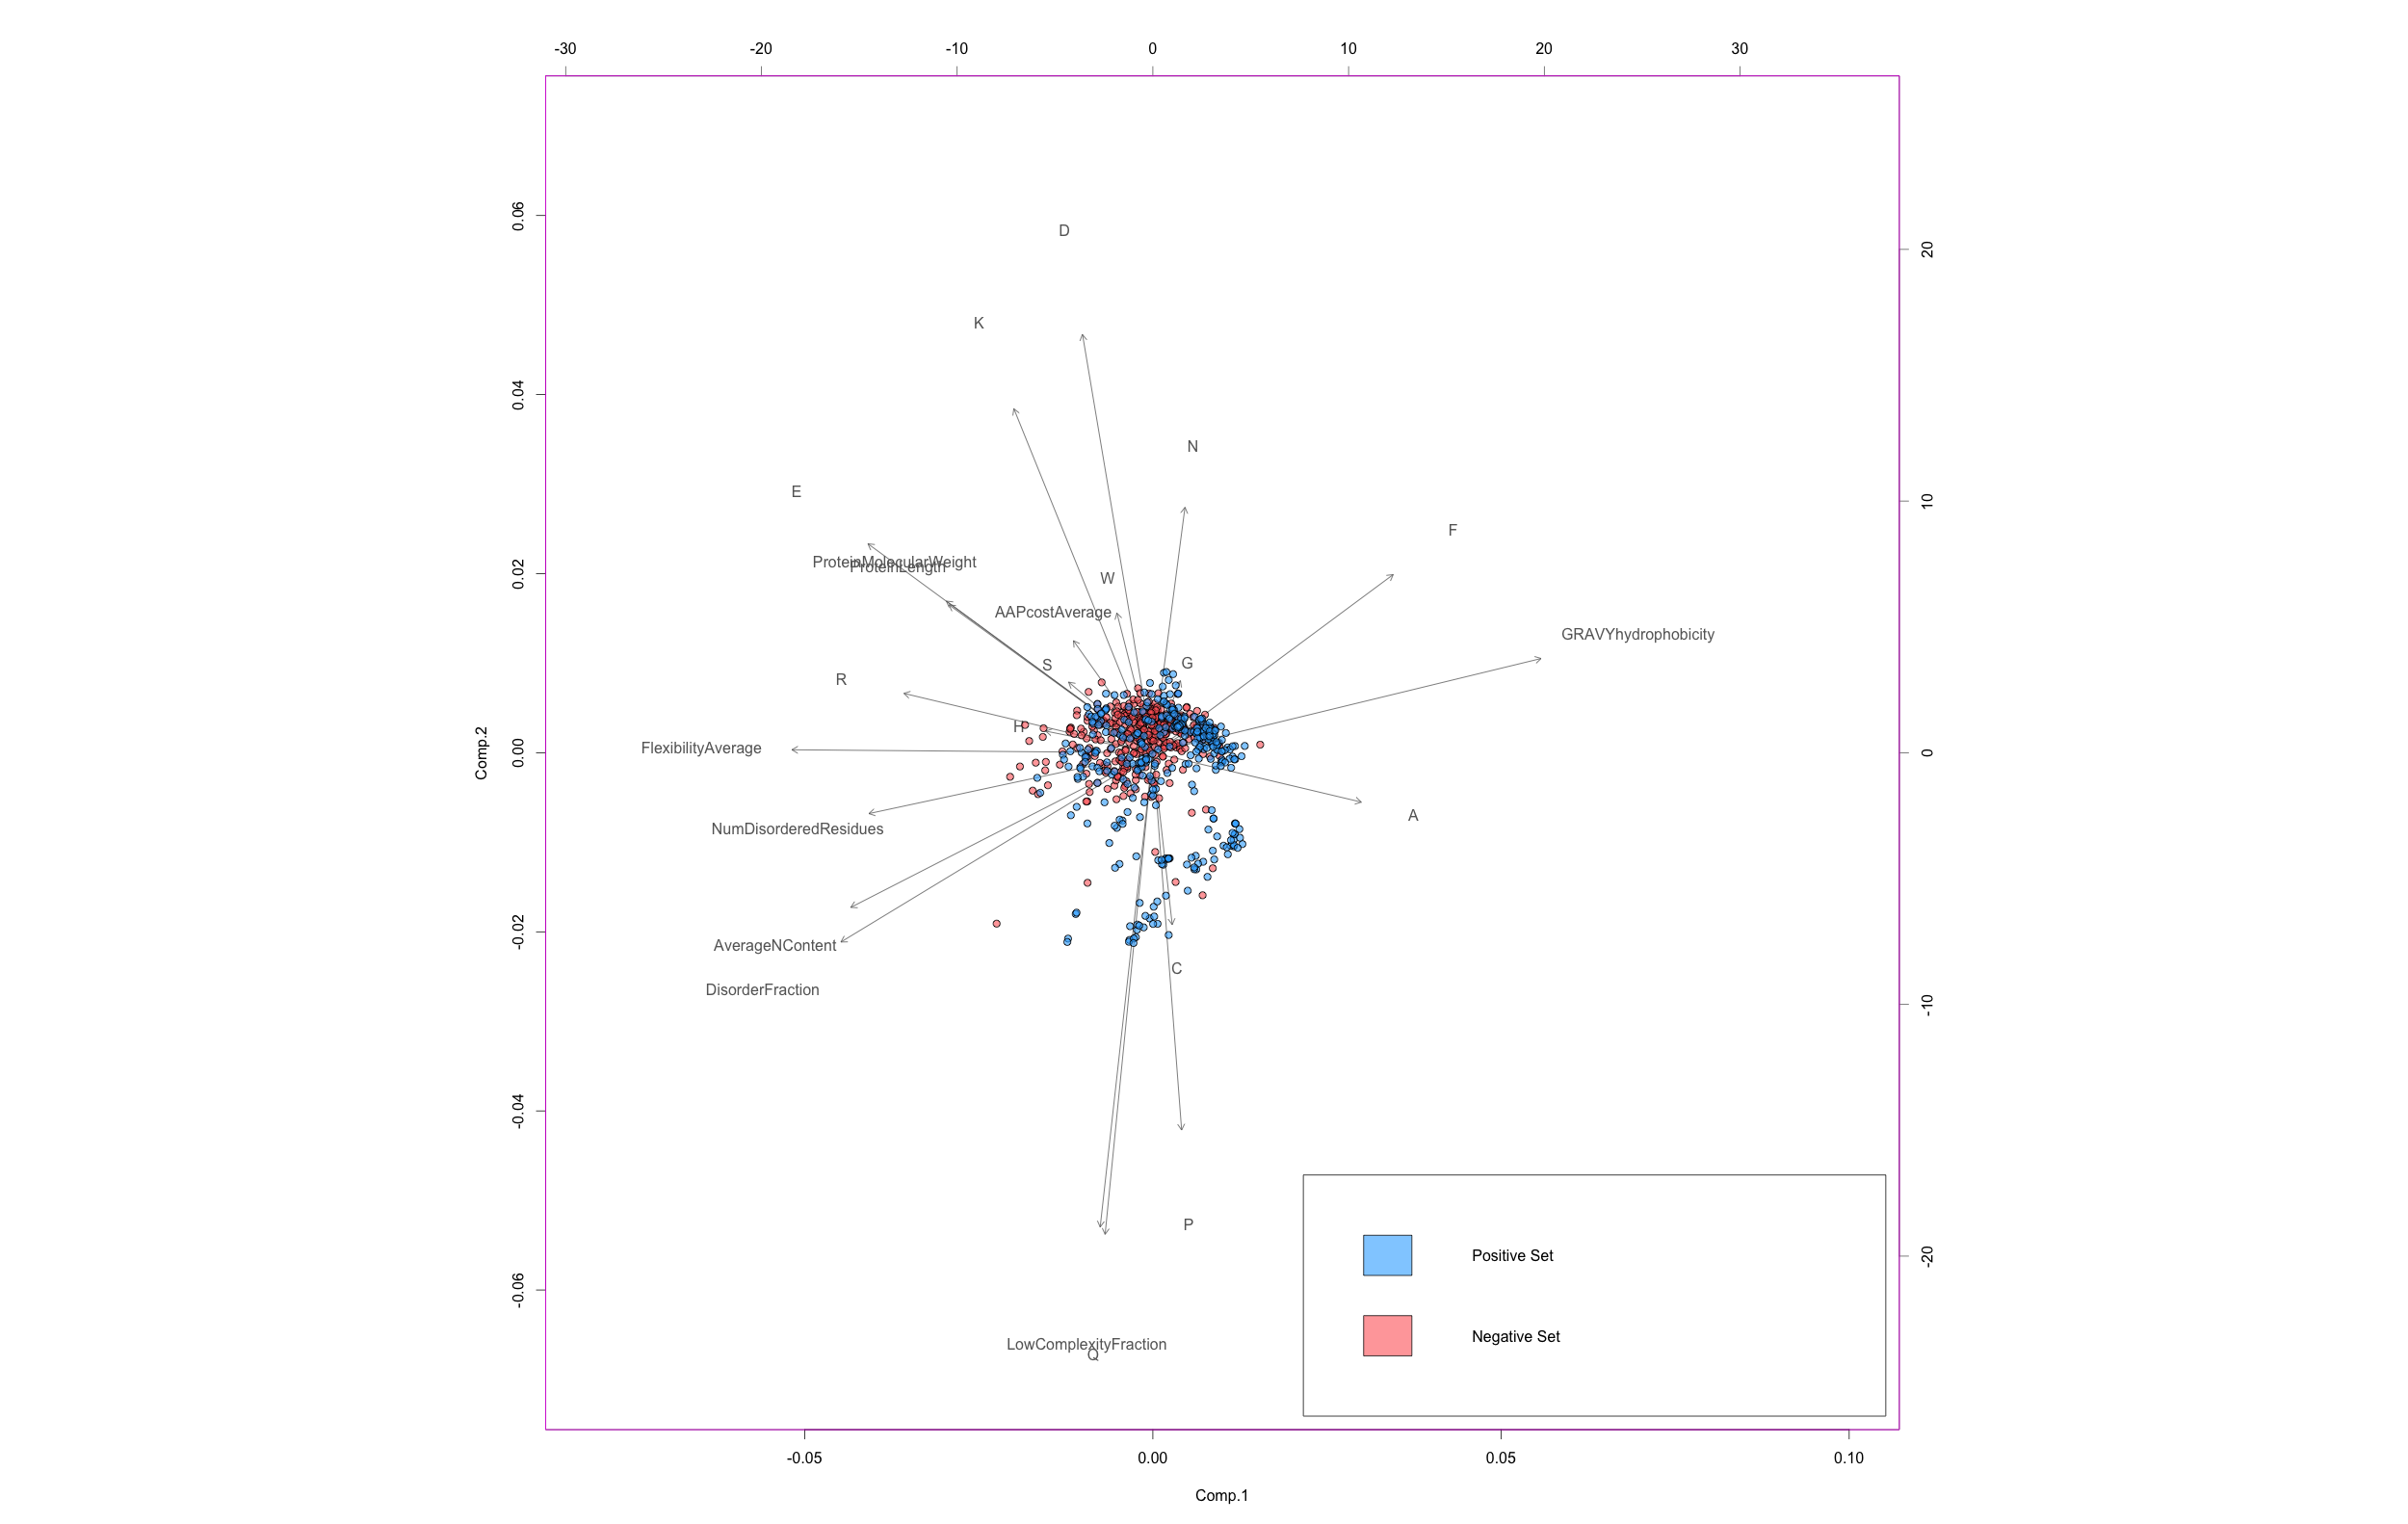 -30 -20 -10 0 10 20 30
0.06
0.04
0.02
0.00
-0.02
-0.04
-0.06
Comp.2
20
10
0
-10
-20
D
K
N
E
F
ProteinMolecularWeight
ProteinLength
W
AAPcostAverage
GRAVYhydrophobicity
S
G
R
H
FlexibilityAverage
A
NumDisorderedResidues
AverageNContent
C
DisorderFraction
P
LowComplexityFraction
Q
Positive Set
Negative Set
-0.05 0.00 0.05 0.10
Comp.1